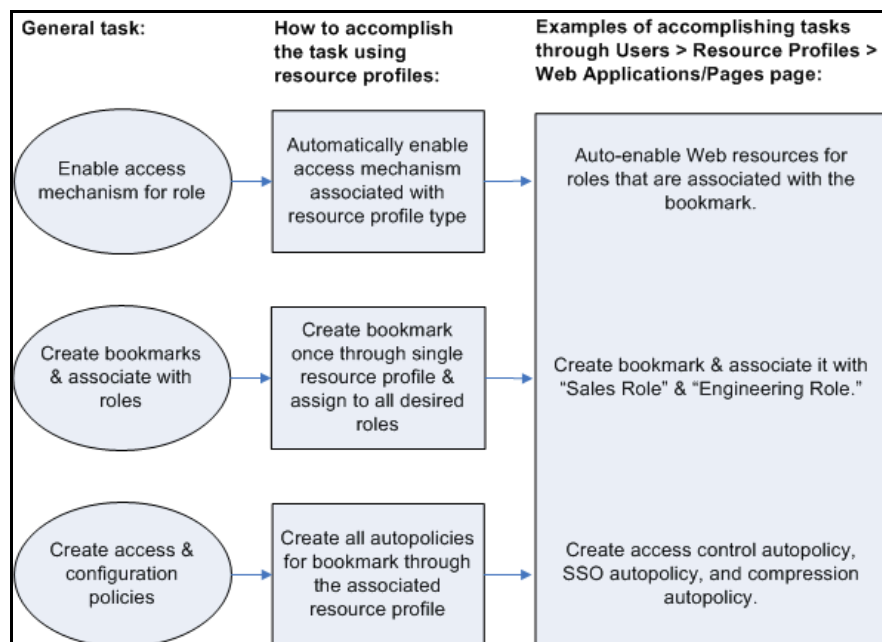 General task:
How to accomplish
the task using
resource profiles:
Examples of accomplishing tasks
through Users > Resource Profiles >
Web Applications/Pages page:
Enable access
mechanism for role
Automatically enable
access mechanism
associated with
resource profile type
Auto-enable Web resources for
roles that are associated with the
bookmark.
Create bookmarks
& associate with
roles
Create bookmark
once through single
resource profile &
assign to all desired
roles
Create bookmark & associate it with
“Sales Role” & “Engineering Role.”
Create access &
configuration
policies
Create all autopolicies
for bookmark through
the associated
resource profile
Create access control autopolicy,
SSO autopolicy, and compression
autopolicy.